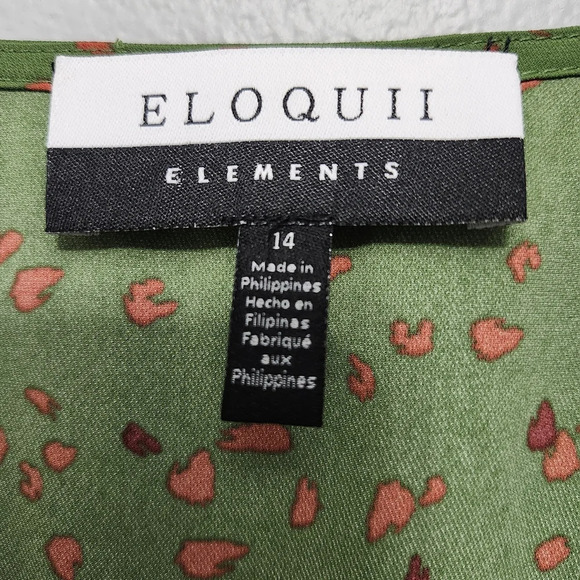 ELOQUII
ELEMENTS
14
Made in
Philippines
Hecho en
Filipinas
Fabriqué
aux
Philippines